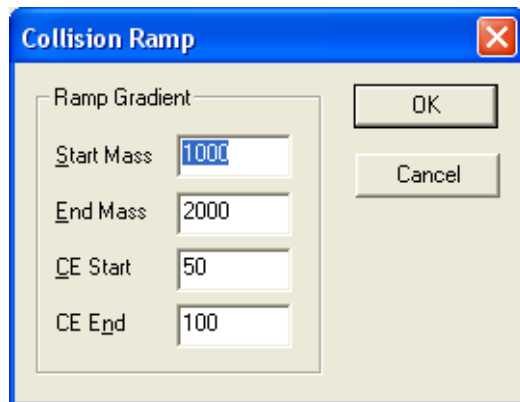 Collision Ramp
Ramp Gradient
Start Mass 1000
End Mass 2000
CE Start 50
CE End 100
OK
Cancel